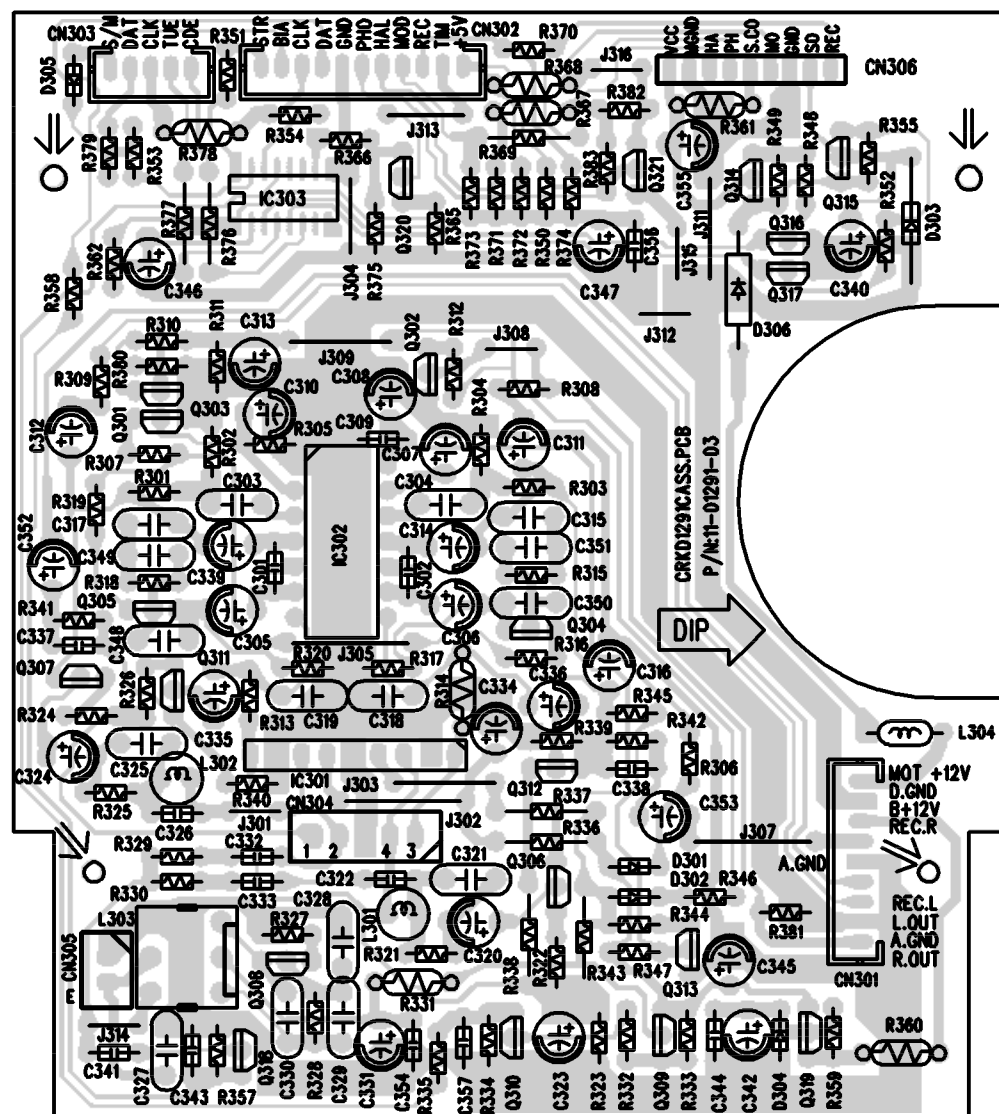 CN303
S/M
DAT
CLK
TUE
CDE
R351
STR
BIA
CLK
DAT
GND
PHO
HAL
MOD
REC
TIM
+5V
CN302
R370
R368
J316
VCC
MGND
HA
PH
S.CO
MO
GND
SO
REC
CN306
D305
R354
J313
R367
R382
R361
R349
R348
R355
R379
R353
R378
R366
R369
R383
Q321
C355
Q314
Q315
R352
D303
IC303
R377
R376
R375
Q320
R365
R373
R371
R372
R350
R374
C356
J315
J311
Q316
Q317
R362
R358
C346
J304
C347
C340
D306
R311
C313
R310
R380
R309
J309
Q302
R312
J308
J312
C310
C308
R304
R308
C312
Q301
Q303
R305
C309
C307
C311
R307
R302
R301
C303
C304
R303
R319
C317
C314
C315
C352
C349
C339
C301
IC302
C302
C351
R318
R315
CRKD1291CASS.PCB
P/N:11-01291-03
R341
Q305
C350
C337
C348
C305
C306
Q304
DIP
Q307
Q311
R320
J305
R317
R316
R326
R314
C334
C336
C316
R324
R313
C319
C318
R345
R339
R342
L304
C335
C324
C325
L302
IC301
J303
Q312
C338
R306
MOT +12V
D.GND
B+12V
REC.R
R325
R340
CN304
R337
C353
C326
J301
J302
R336
J307
R329
C332
1 2 4 3
C321
Q306
D301
A.GND
R330
C322
D302
R346
C333
C328
R344
REC.L
L.OUT
A.GND
R.OUT
L303
R327
L301
R381
CN305
E
R321
C320
R338
R322
R343
R347
C345
CN301
Q308
R331
Q313
J314
R360
C341
C327
C343
R357
Q318
C330
R328
C329
C331
C354
R335
C357
R334
Q310
C323
R323
R332
Q309
R333
C344
C342
D304
Q319
R359